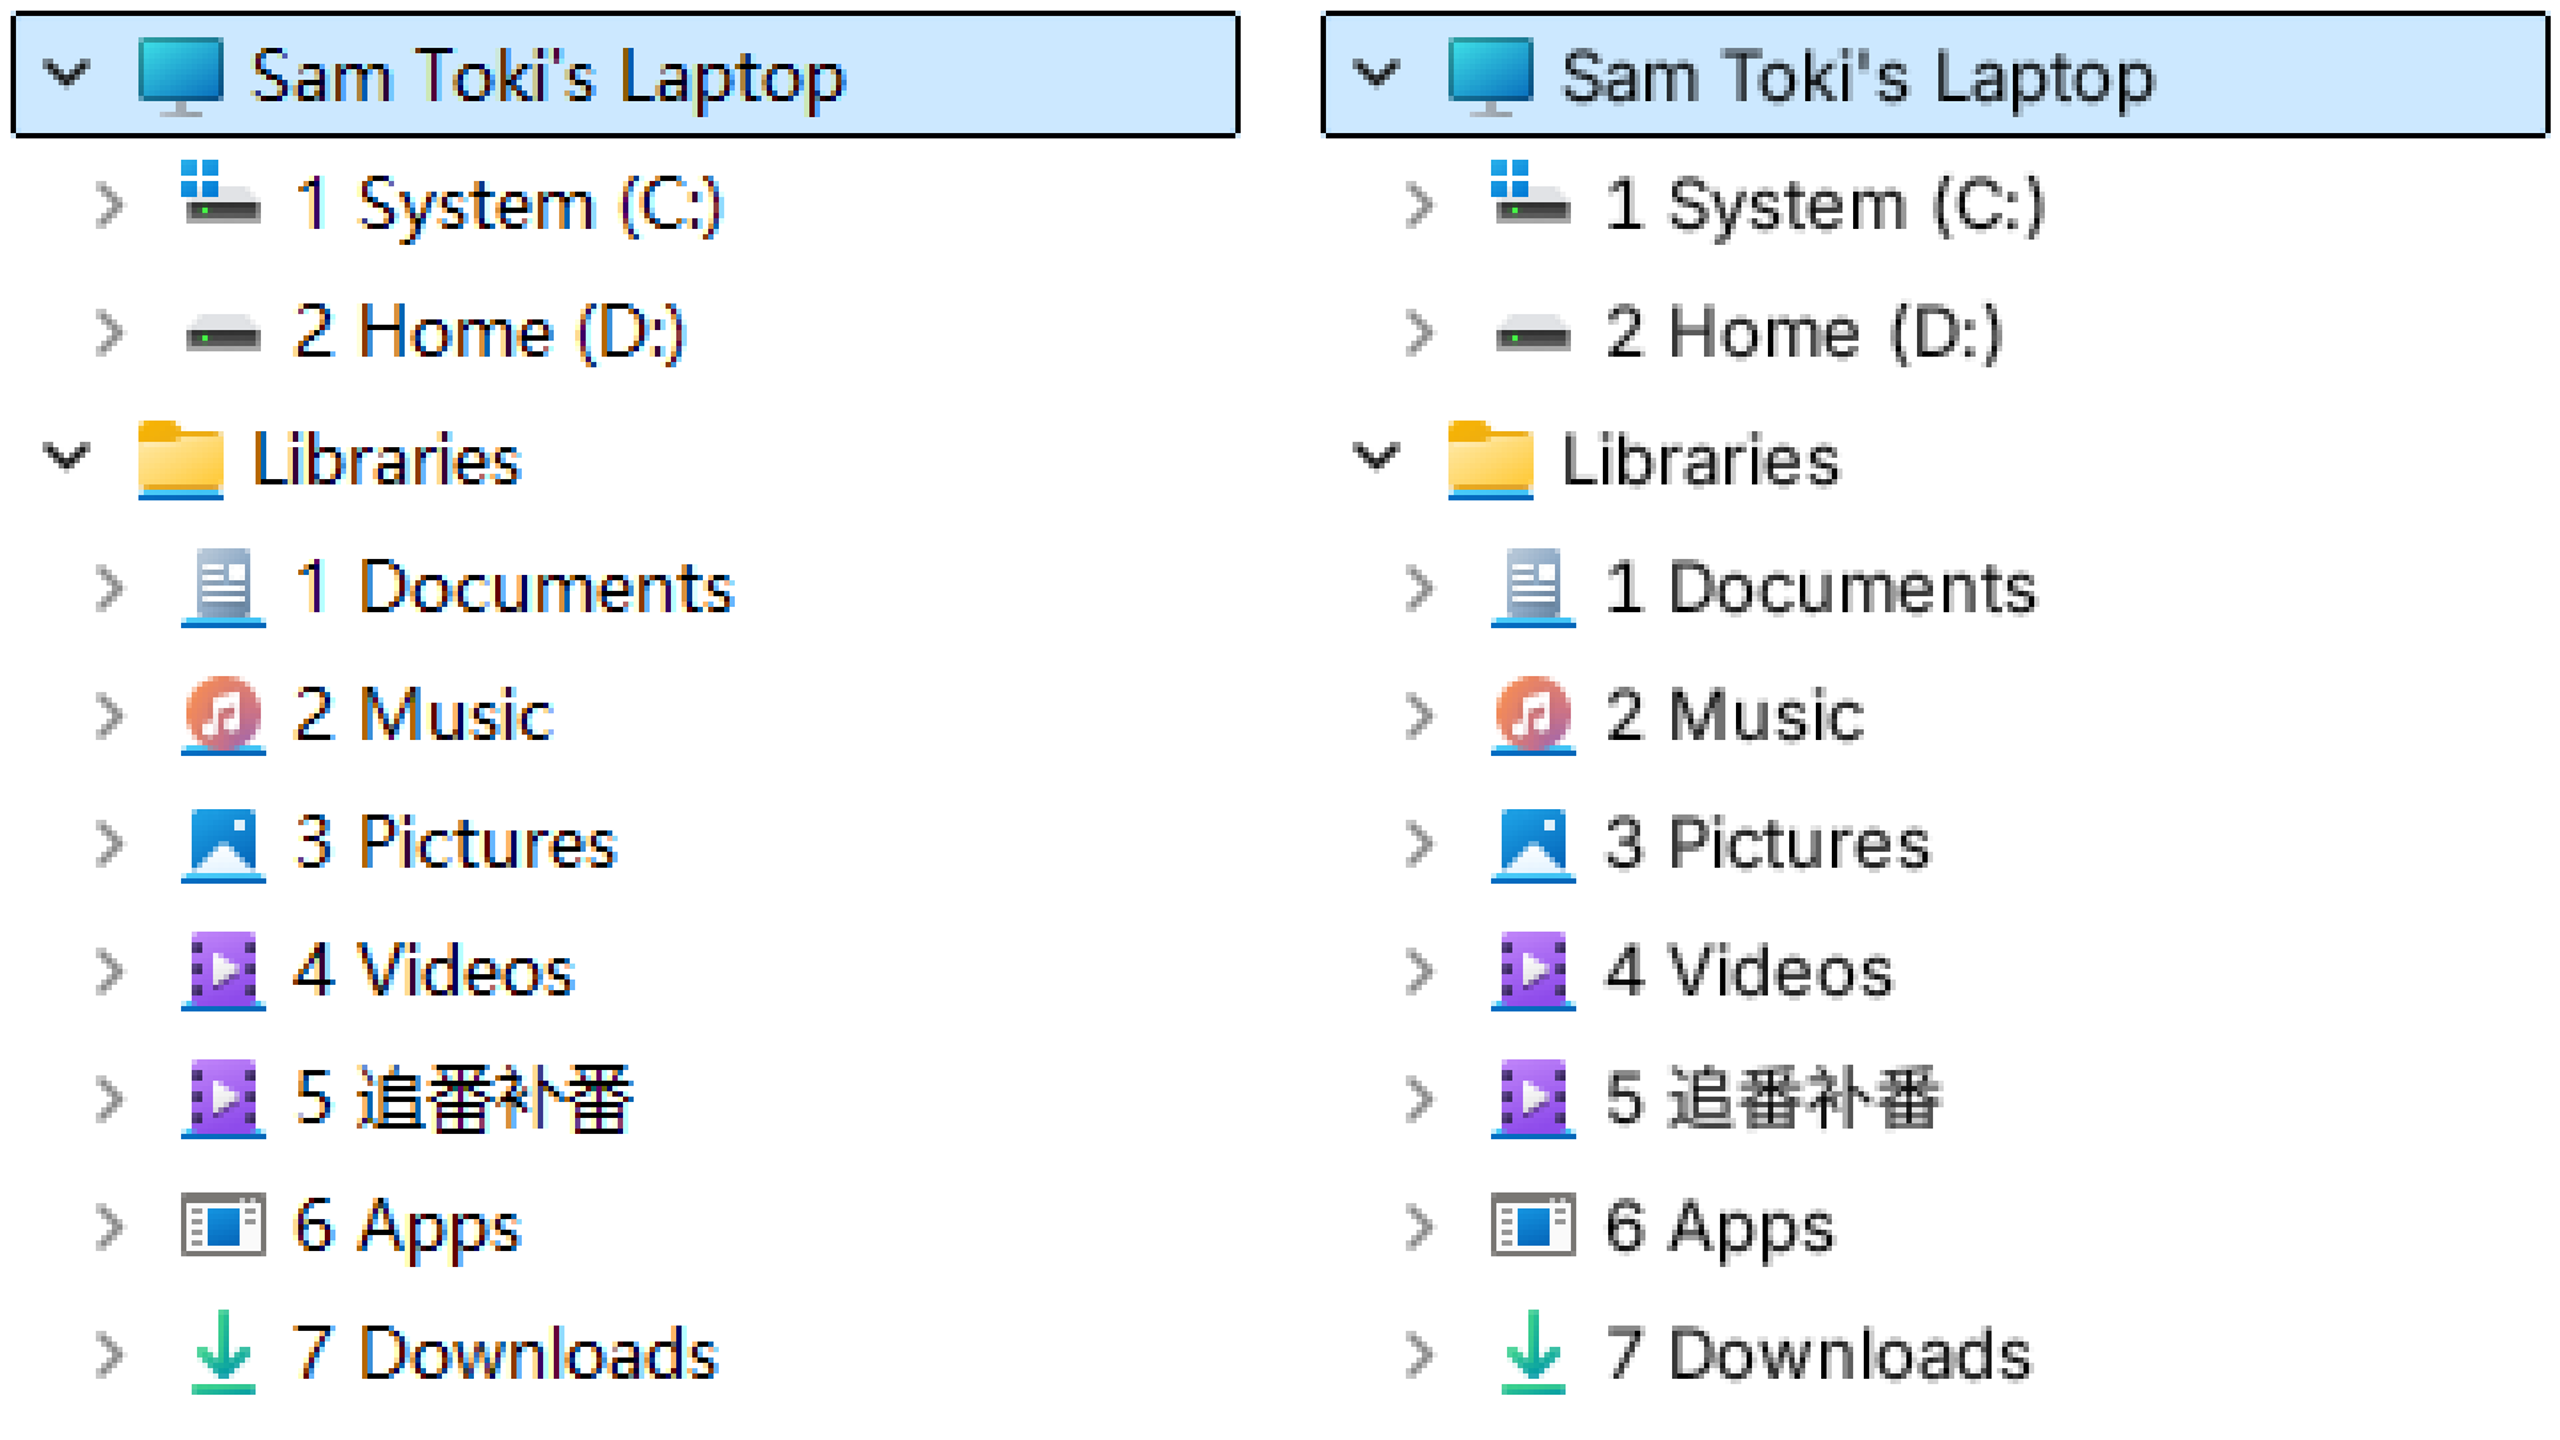 Sam Toki's Laptop
1 System (C:)
2 Home (D:)
Libraries
1 Documents
2 Music
3 Pictures
4 Videos
5 追番补番
6 Apps
7 Downloads
Sam Toki's Laptop
1 System (C:)
2 Home (D:)
Libraries
1 Documents
2 Music
3 Pictures
4 Videos
5 追番补番
6 Apps
7 Downloads